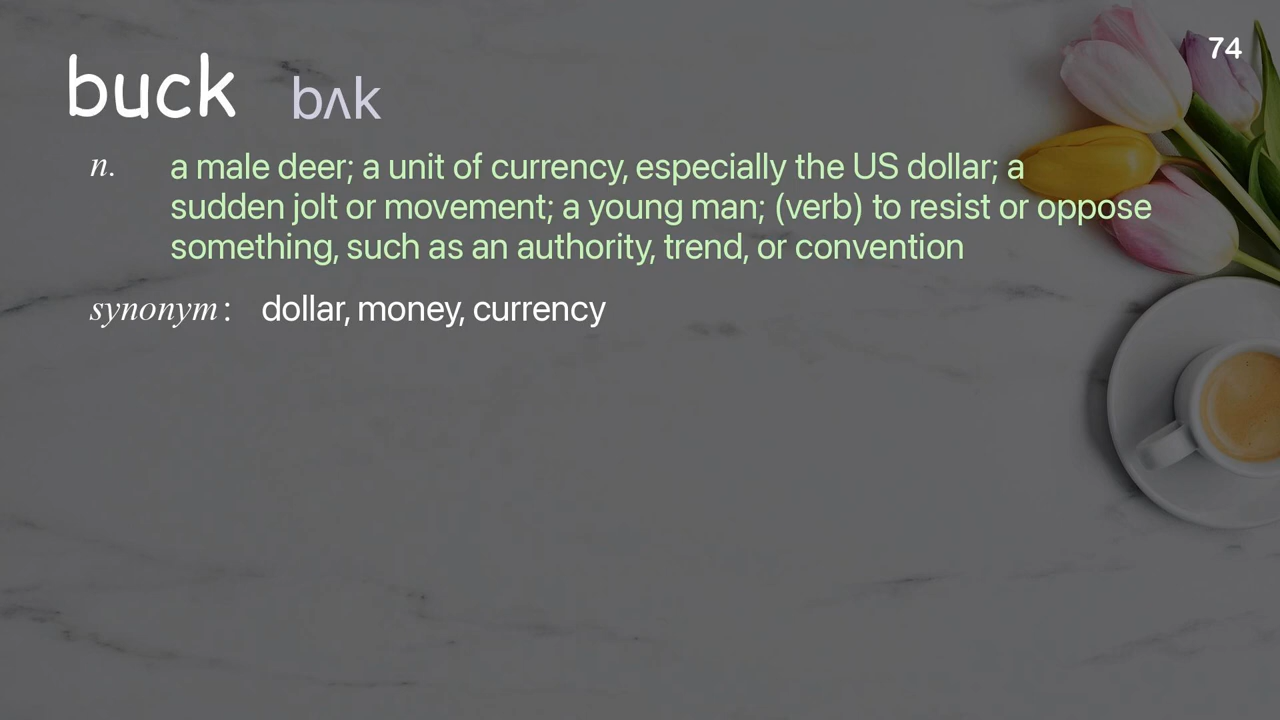 74
buck bʌk
n. a male deer; a unit of currency, especially the US dollar; a
sudden jolt or movement; a young man; (verb) to resist or oppose
something, such as an authority, trend, or convention
synonym: dollar, money, currency